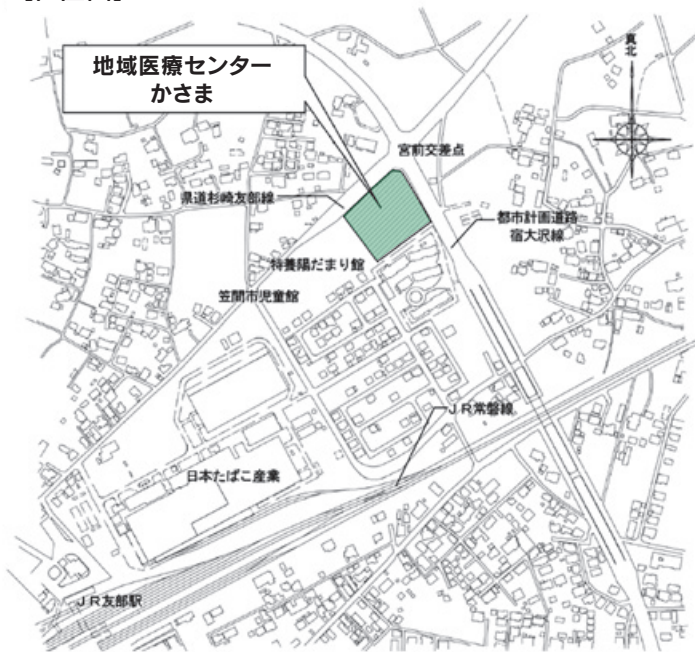 地域医療センター
かさま
真北
宮前交差点
県道杉崎友部線
都市計画道路
宿大沢線
特養陽だまり館
笠間市児童館
JR常磐線
日本たばこ産業
JR友部駅